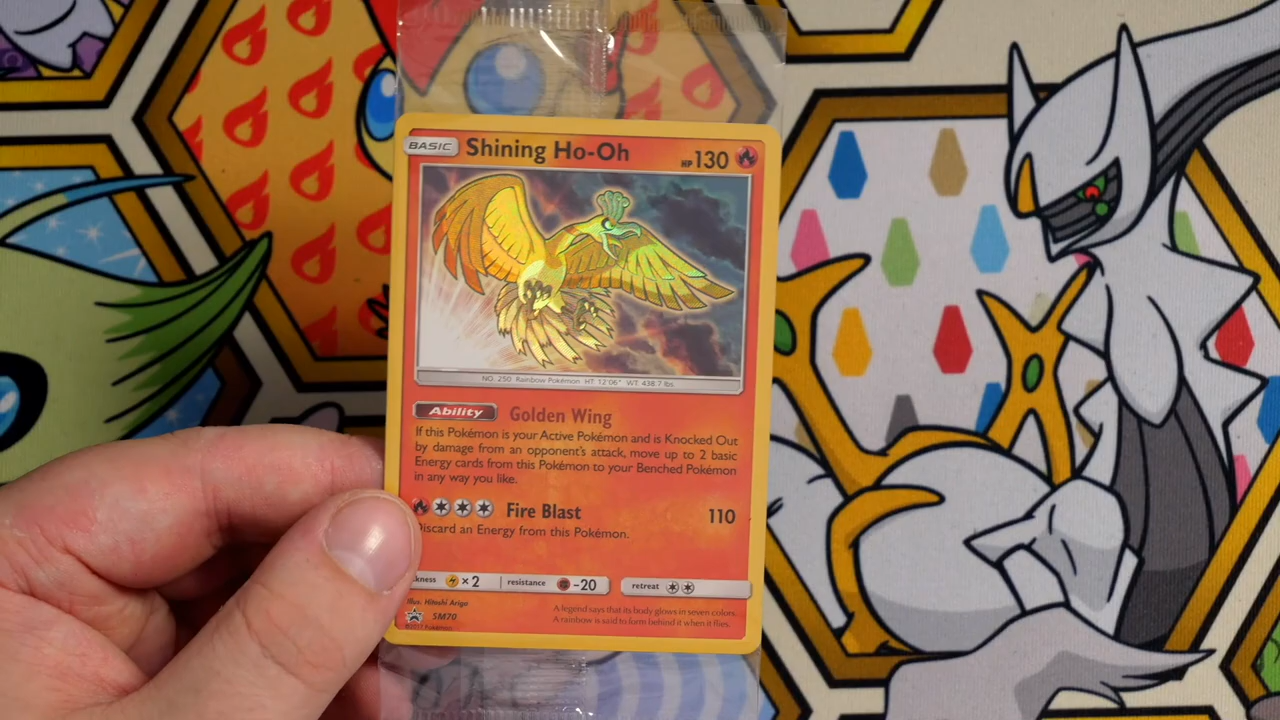 BASIC Shining Ho-Oh HP 130
NO. 250 Rainbow Pokémon HT: 12'06" WT: 438.7 lbs.
Ability Golden Wing
If this Pokémon is your Active Pokémon and is Knocked Out
by damage from an opponent's attack, move up to 2 basic
Energy cards from this Pokémon to your Benched Pokémon
in any way you like.
Fire Blast 110
Discard an Energy from this Pokémon.
kness ×2 resistance -20 retreat
Illus. Hitoshi Ariga
SM70
©2017 Pokémon
A legend says that its body glows in seven colors.
A rainbow is said to form behind it when it flies.